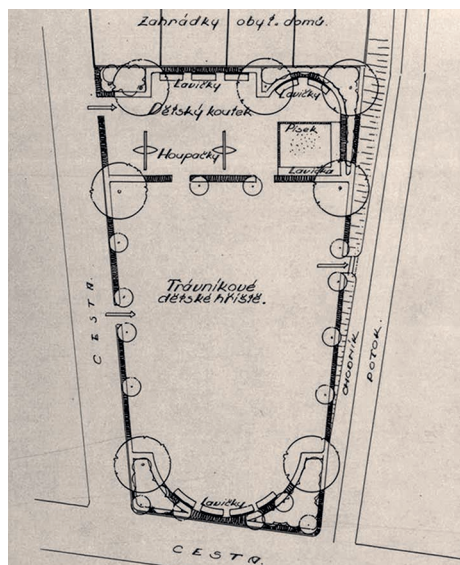 Zahrádky obyt. domů.
Lavičky
Lavičky
Dětský koutek
Písek
Houpačky
Lavička
Trávníkové
dětské hřiště.
CESTA.
CHODNÍK
POTOK.
Lavičky
CESTA.